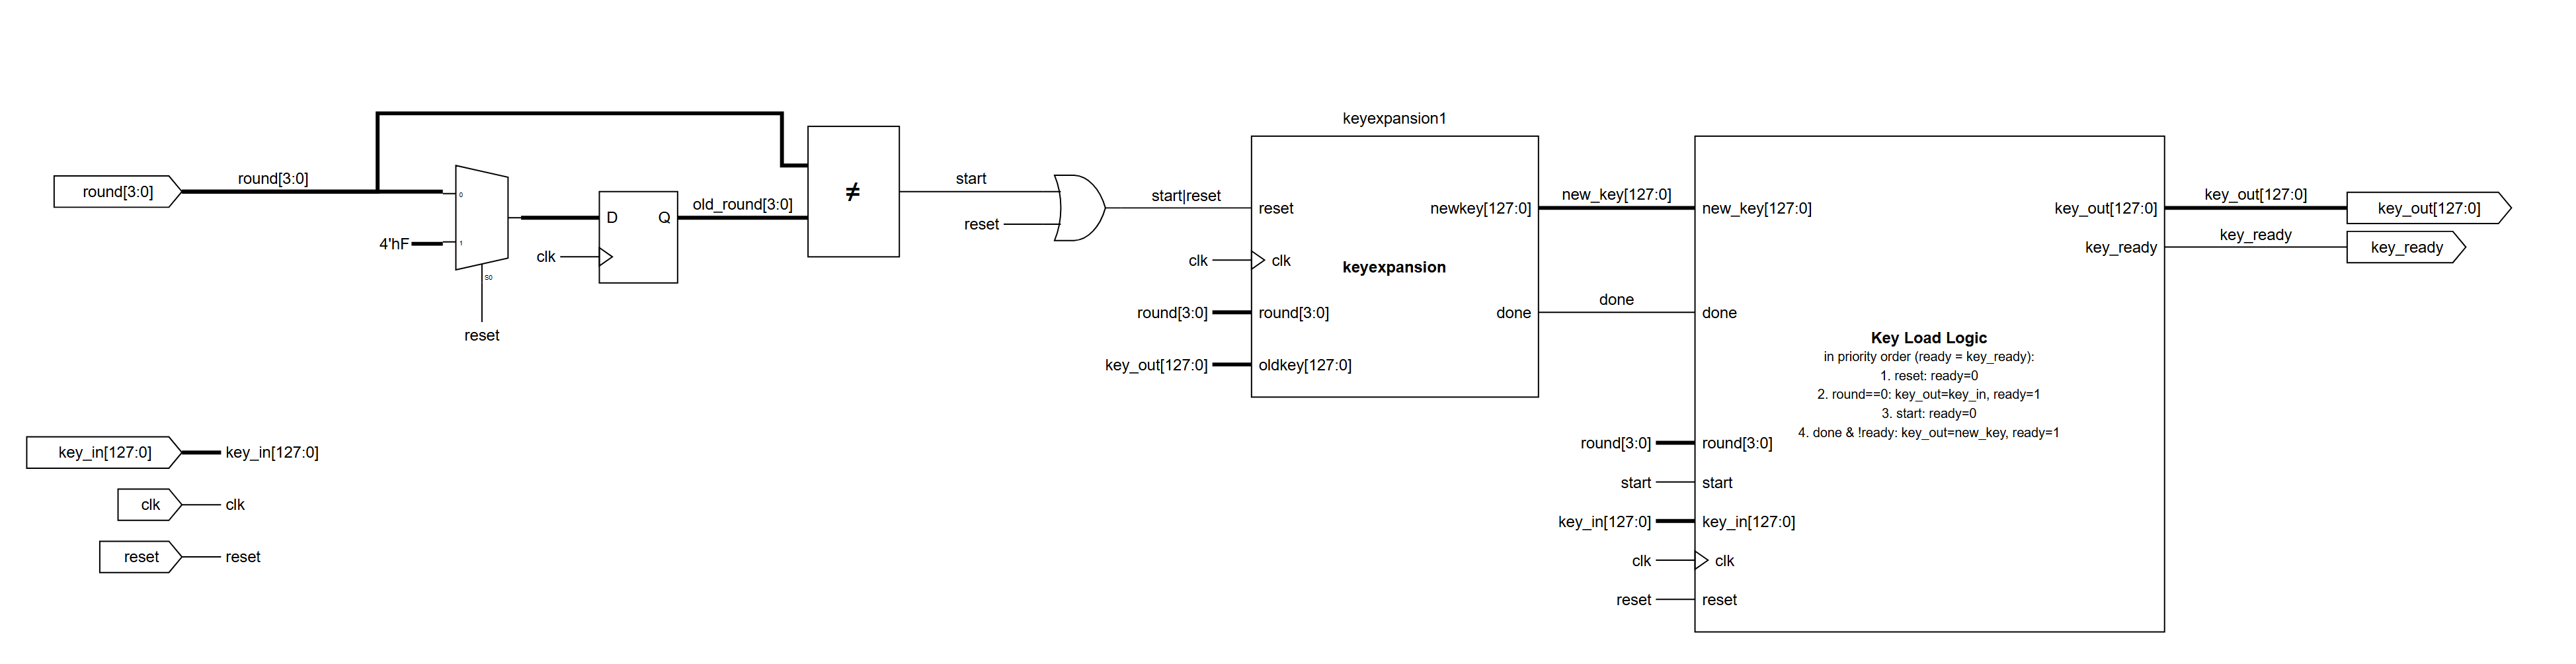 round[3:0]
round[3:0]
0
4'hF
1
S0
reset
D
Q
clk
old_round[3:0]
≠
start
reset
start|reset
keyexpansion1
reset
newkey[127:0]
clk
clk
keyexpansion
round[3:0]
round[3:0]
done
key_out[127:0]
oldkey[127:0]
new_key[127:0]
done
new_key[127:0]
key_out[127:0]
key_ready
done
Key Load Logic
in priority order (ready = key_ready):
1. reset: ready=0
2. round==0: key_out=key_in, ready=1
3. start: ready=0
4. done & !ready: key_out=new_key, ready=1
round[3:0]
round[3:0]
start
start
key_in[127:0]
key_in[127:0]
clk
clk
reset
reset
key_out[127:0]
key_out[127:0]
key_ready
key_ready
key_in[127:0]
key_in[127:0]
clk
clk
reset
reset